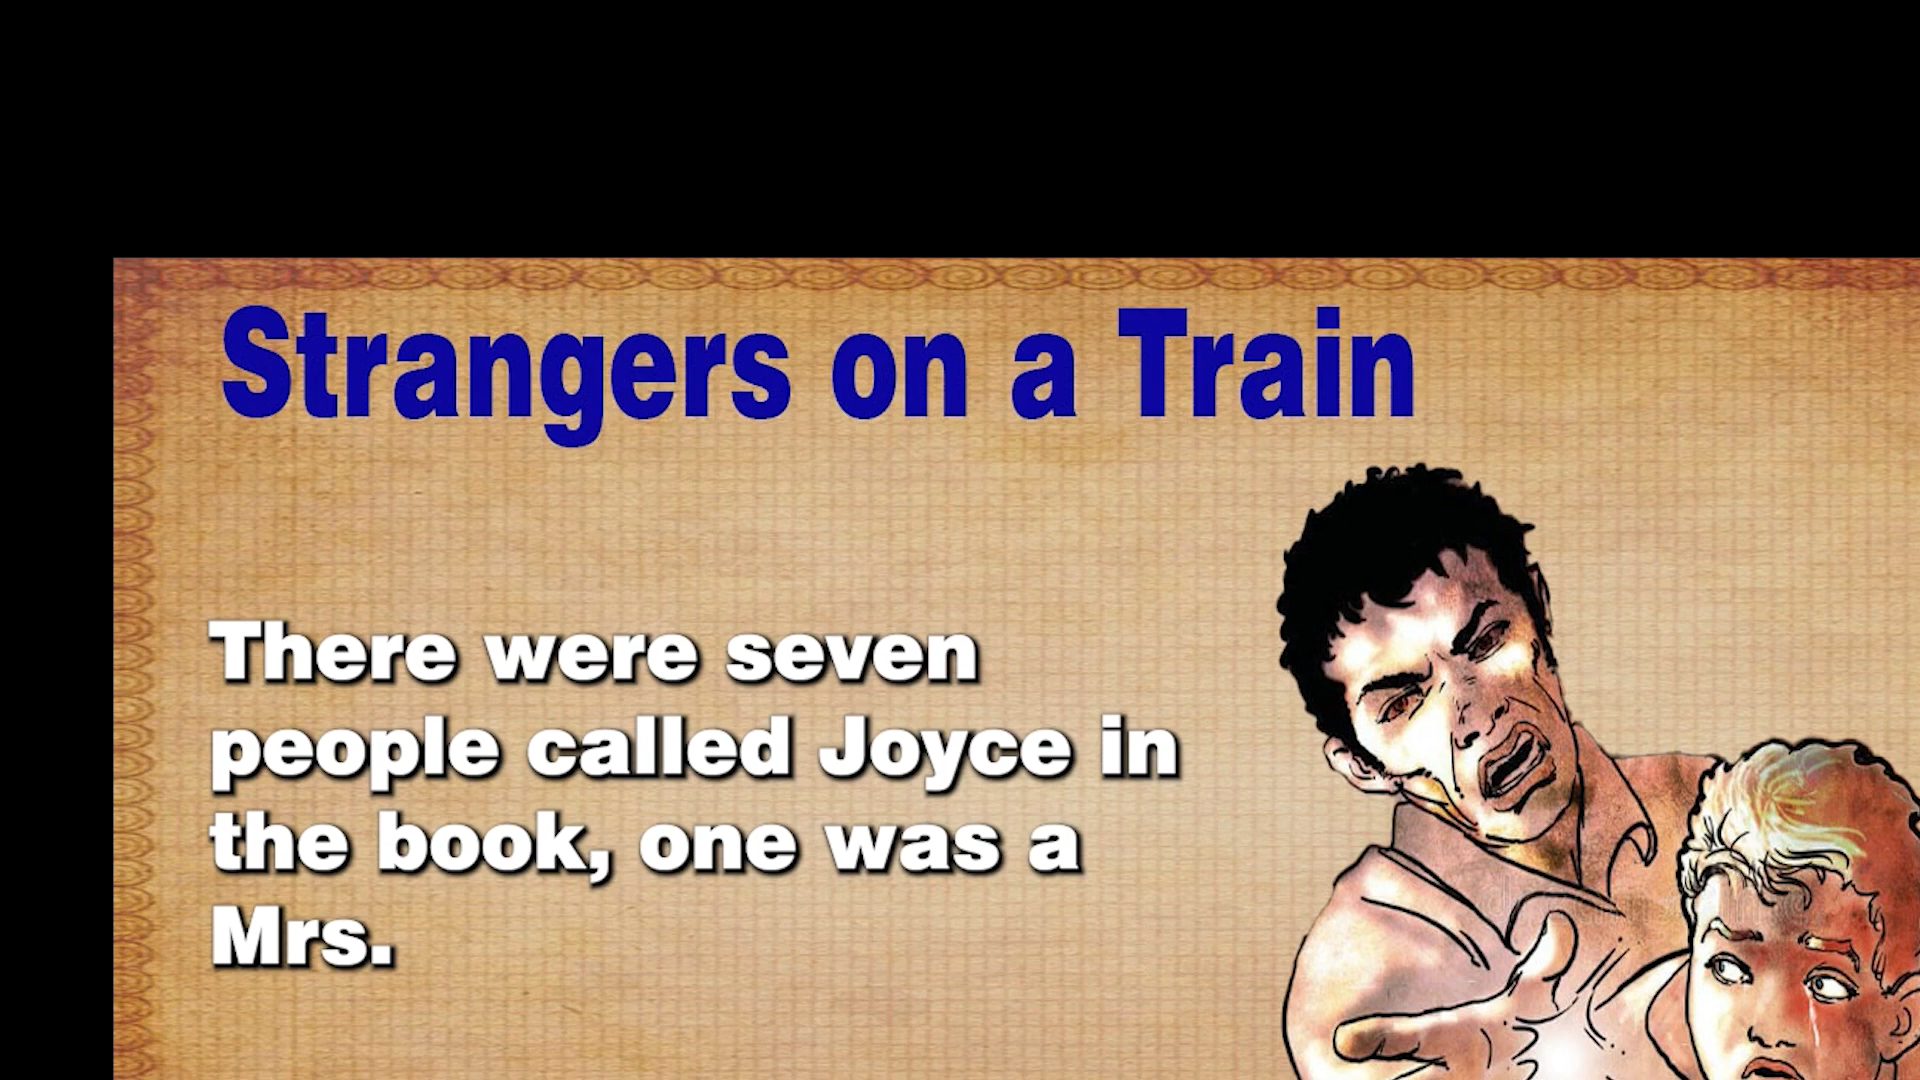 Strangers on a Train
There were seven
people called Joyce in
the book, one was a
Mrs.